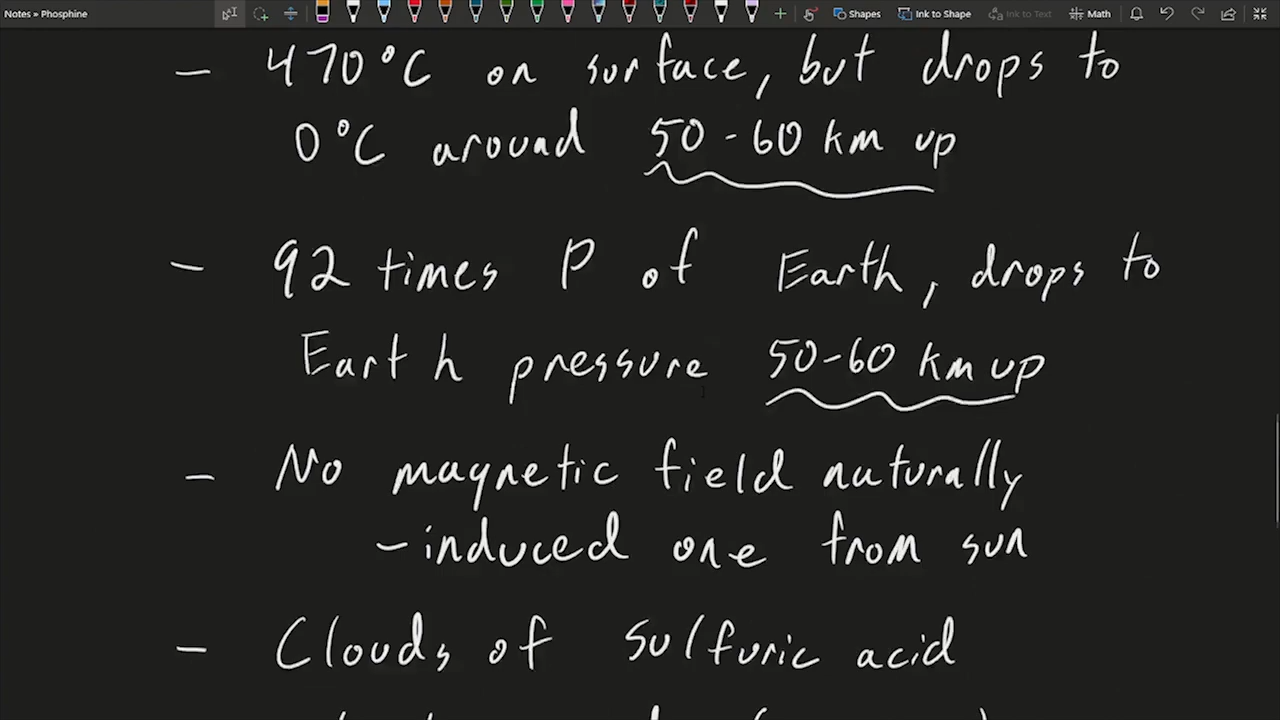 Notes » Phosphine
Shapes
Ink to Shape
Ink to Text
Math
- 470°C on surface, but drops to
0°C around 50-60 km up
- 92 times P of Earth, drops to
Earth pressure 50-60 km up
- No magnetic field naturally
- induced one from sun
- Clouds of sulfuric acid